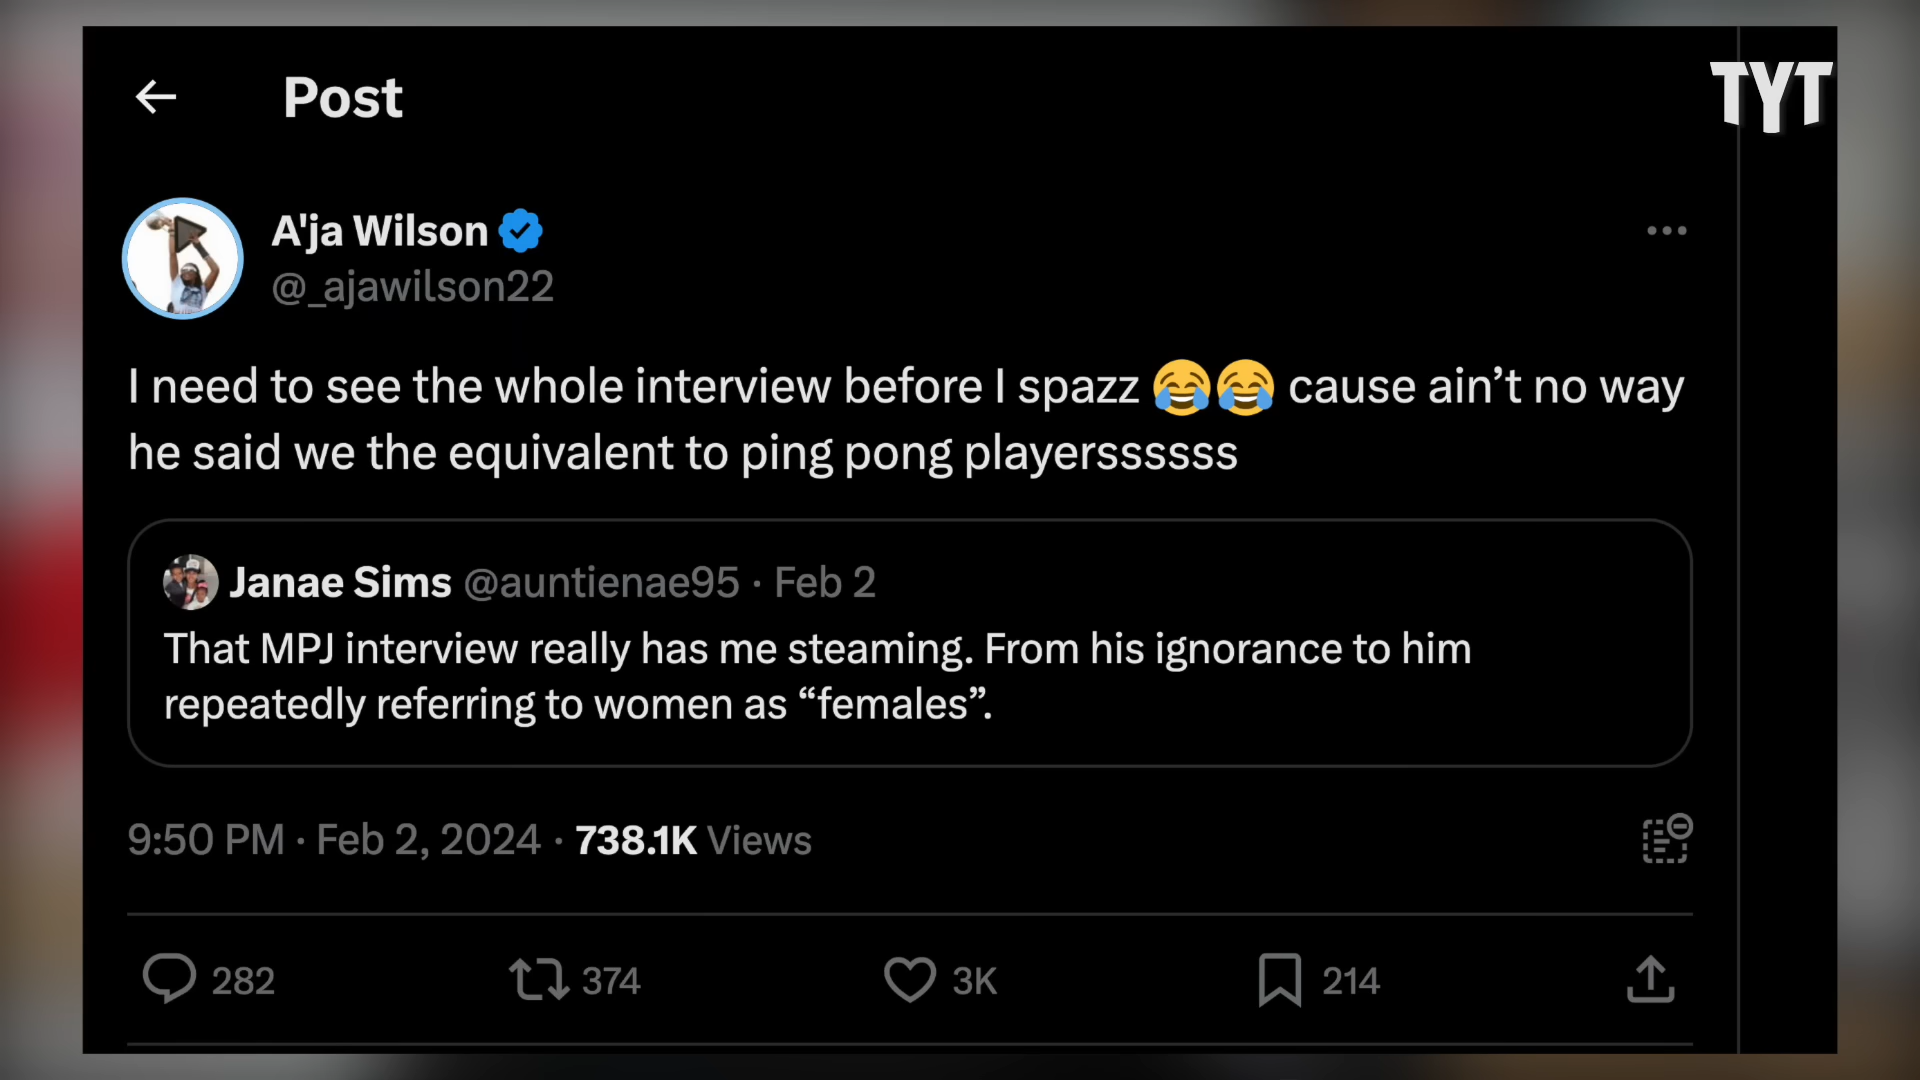 Post
TYT
A'ja Wilson
@_ajawilson22
I need to see the whole interview before I spazz 😂😂 cause ain’t no way
he said we the equivalent to ping pong playerssssss
Janae Sims @auntienae95 · Feb 2
That MPJ interview really has me steaming. From his ignorance to him
repeatedly referring to women as “females”.
9:50 PM · Feb 2, 2024 · 738.1K Views
282 374 3K 214